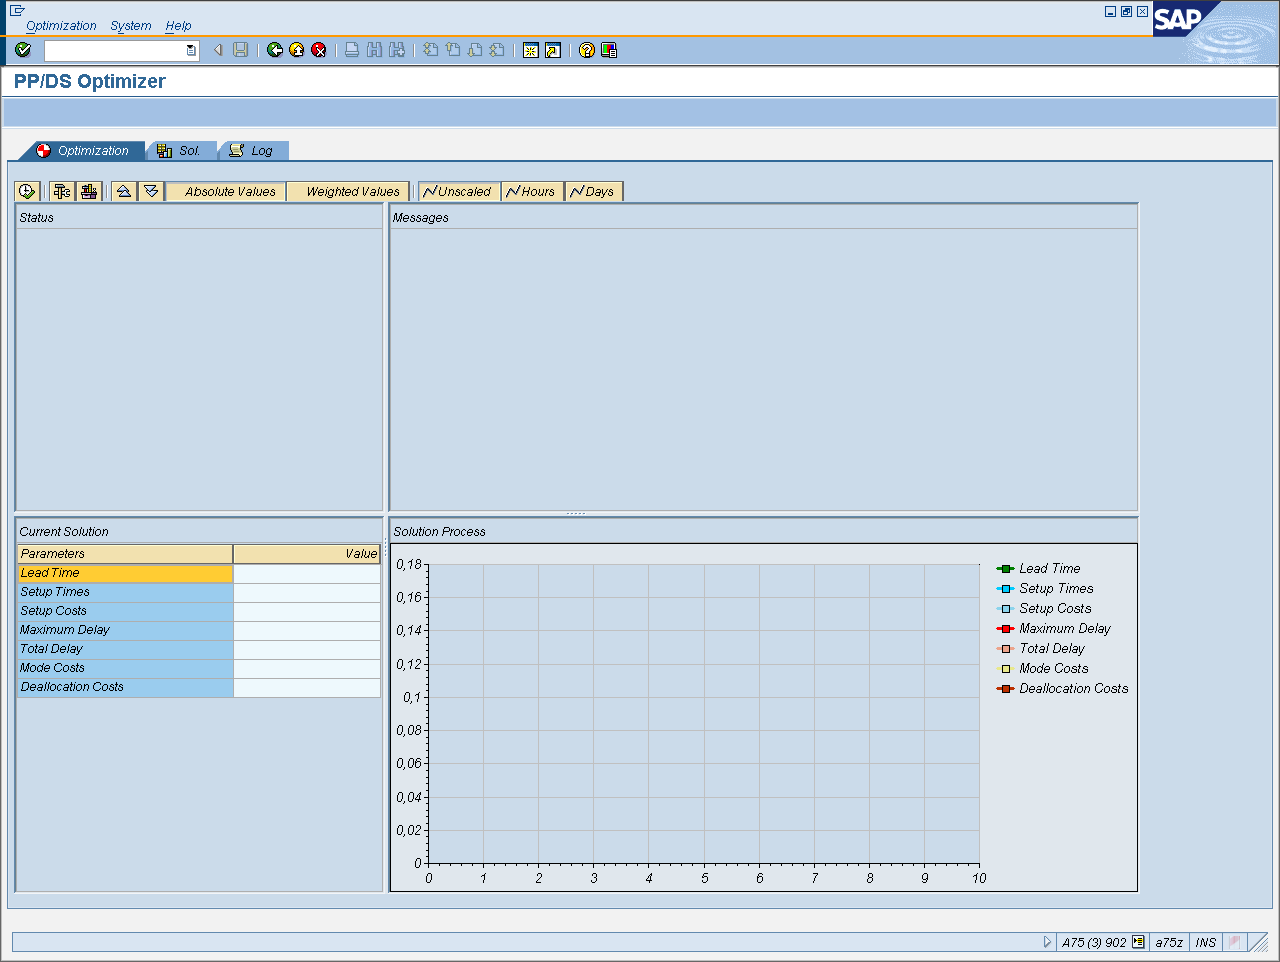 Optimization System Help
SAP
PP/DS Optimizer
Optimization Sol. Log
Absolute Values Weighted Values Unscaled Hours Days
Status
Messages
Current Solution
Parameters Value
Lead Time
Setup Times
Setup Costs
Maximum Delay
Total Delay
Mode Costs
Deallocation Costs
Solution Process
0,18
0,16
0,14
0,12
0,1
0,08
0,06
0,04
0,02
0
0 1 2 3 4 5 6 7 8 9 10
Lead Time
Setup Times
Setup Costs
Maximum Delay
Total Delay
Mode Costs
Deallocation Costs
A75 (3) 902 a75z INS